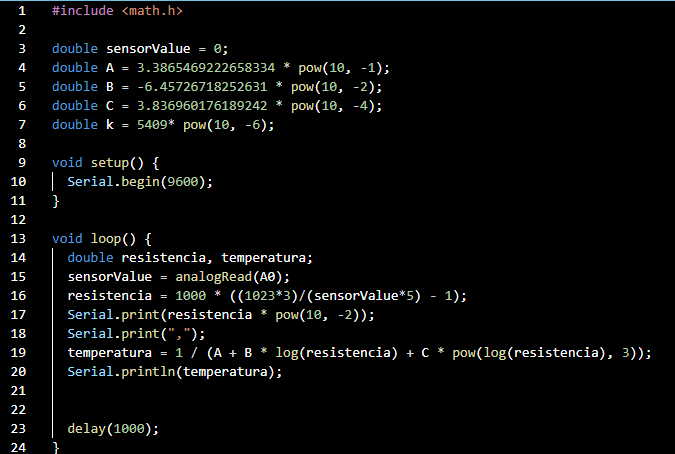 1 #include <math.h>
2
3 double sensorValue = 0;
4 double A = 3.3865469222658334 * pow(10, -1);
5 double B = -6.45726718252631 * pow(10, -2);
6 double C = 3.836960176189242 * pow(10, -4);
7 double k = 5409* pow(10, -6);
8
9 void setup() {
10 Serial.begin(9600);
11 }
12
13 void loop() {
14 double resistencia, temperatura;
15 sensorValue = analogRead(A0);
16 resistencia = 1000 * ((1023*3)/(sensorValue*5) - 1);
17 Serial.print(resistencia * pow(10, -2));
18 Serial.print(",");
19 temperatura = 1 / (A + B * log(resistencia) + C * pow(log(resistencia), 3));
20 Serial.println(temperatura);
21
22
23 delay(1000);
24 }